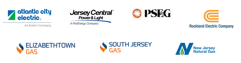 atlantic city
electric.
An Exelon Company
Jersey Central
Power & Light
A FirstEnergy Company
PSEG
Rockland Electric Company
ELIZABETHTOWN
GAS
SOUTH JERSEY
GAS
New Jersey
Natural Gas